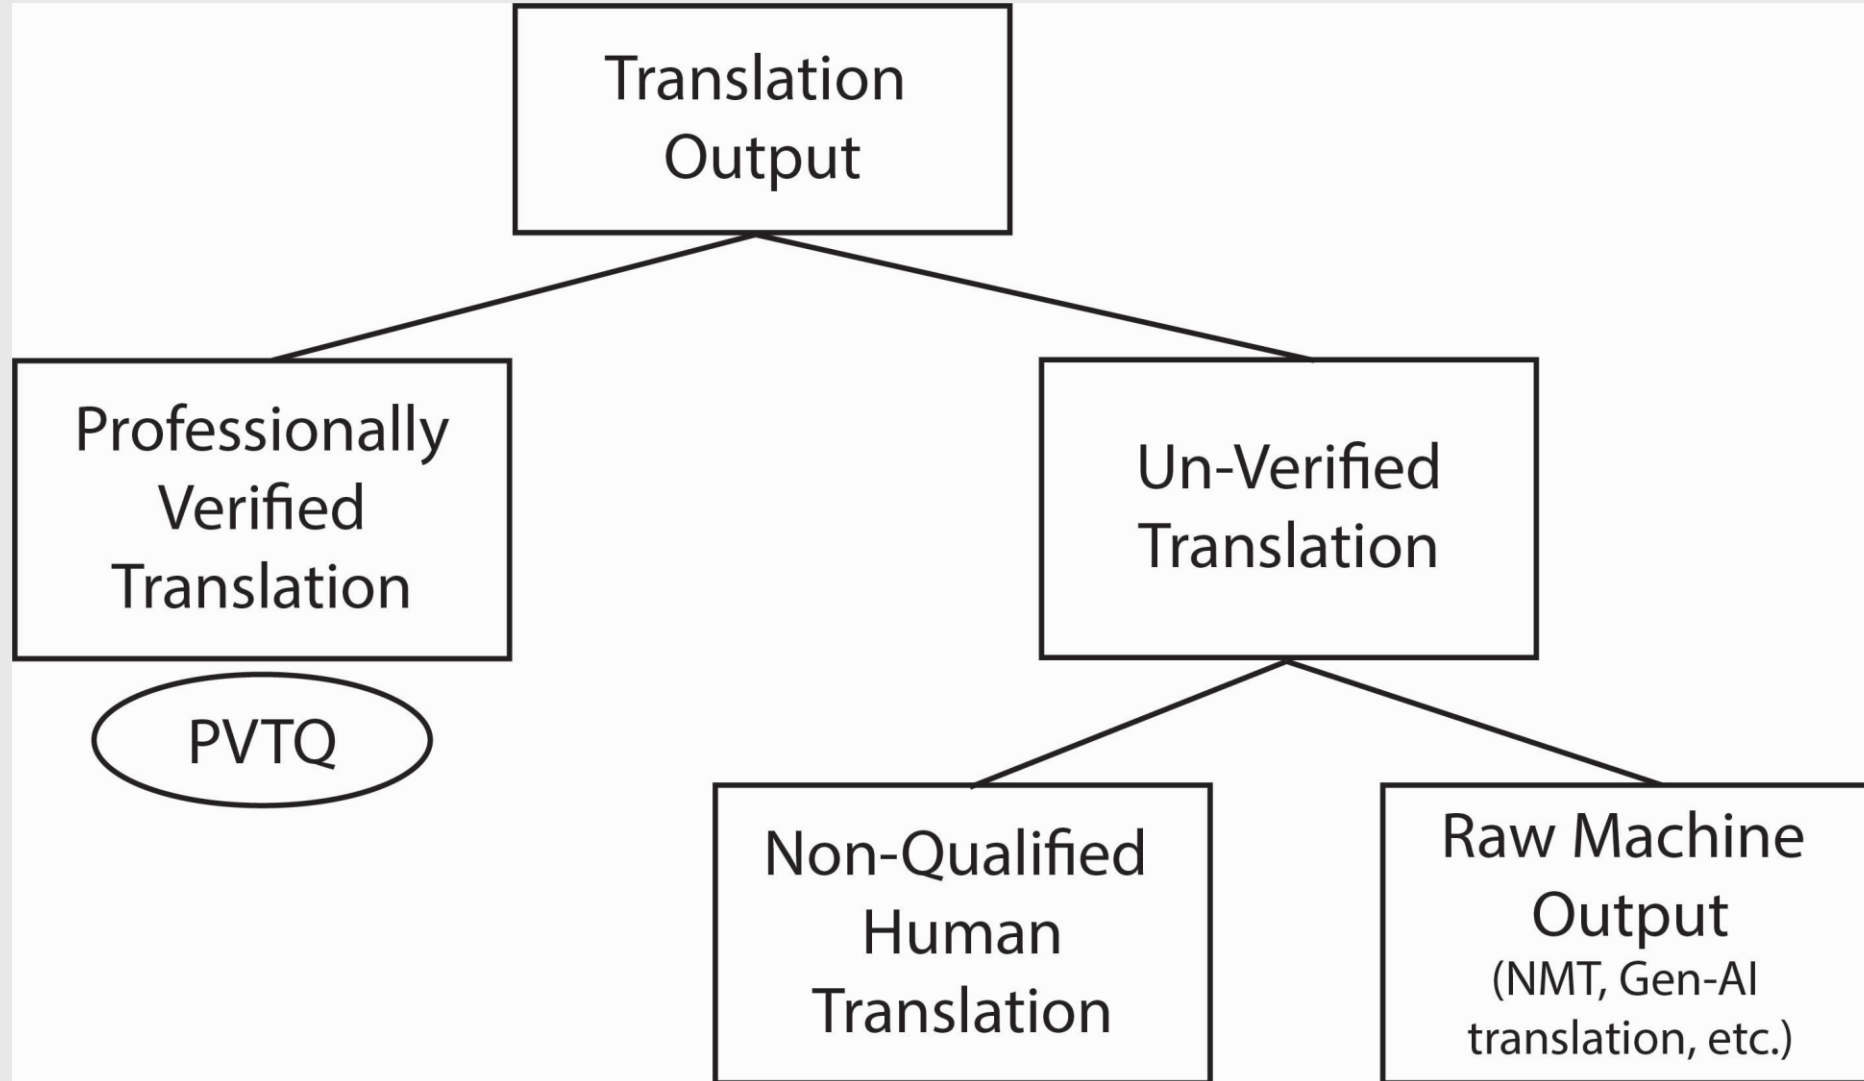 Translation
Output
Professionally
Verified
Translation
Un-Verified
Translation
PVTQ
Non-Qualified
Human
Translation
Raw Machine
Output
(NMT, Gen-AI
translation, etc.)